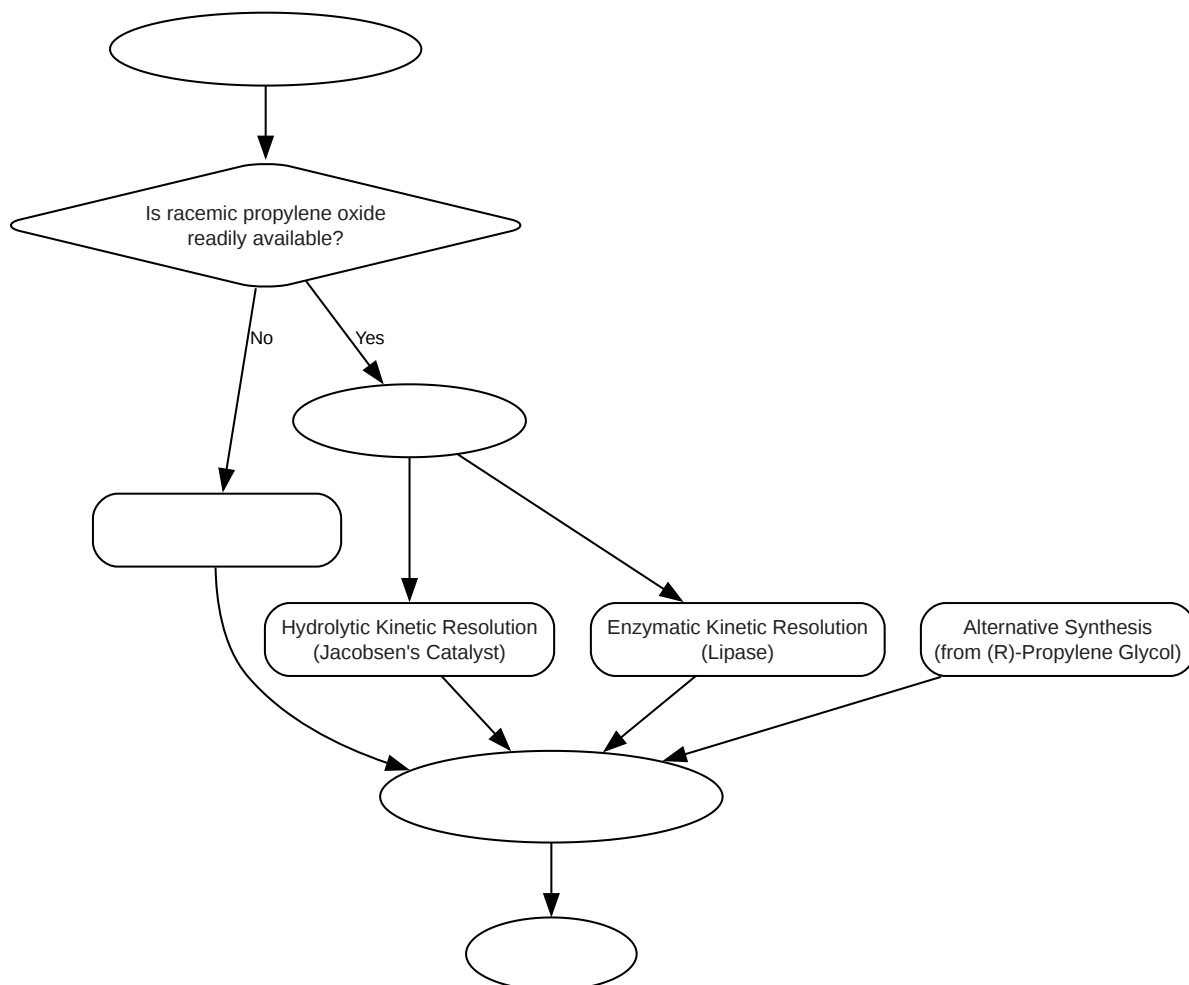 Is racemic propylene oxide
readily available?
No
Yes
Hydrolytic Kinetic Resolution
(Jacobsen's Catalyst)
Enzymatic Kinetic Resolution
(Lipase)
Alternative Synthesis
(from (R)-Propylene Glycol)